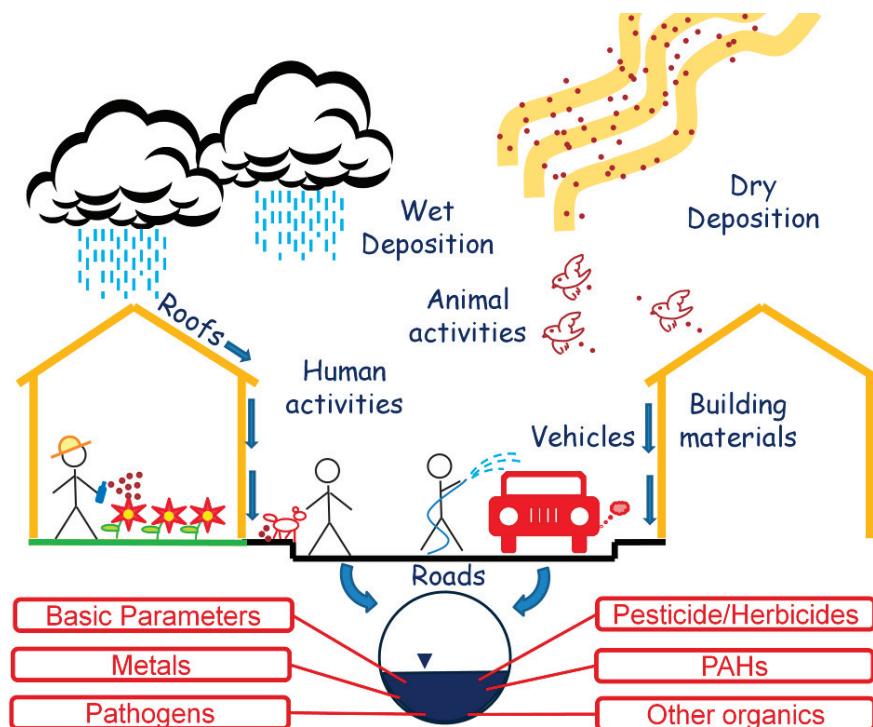 Wet
Deposition
Dry
Deposition
Animal
activities
Roofs
Human
activities
Vehicles
Building
materials
Roads
Basic Parameters
Pesticide/Herbicides
Metals
PAHs
Pathogens
Other organics